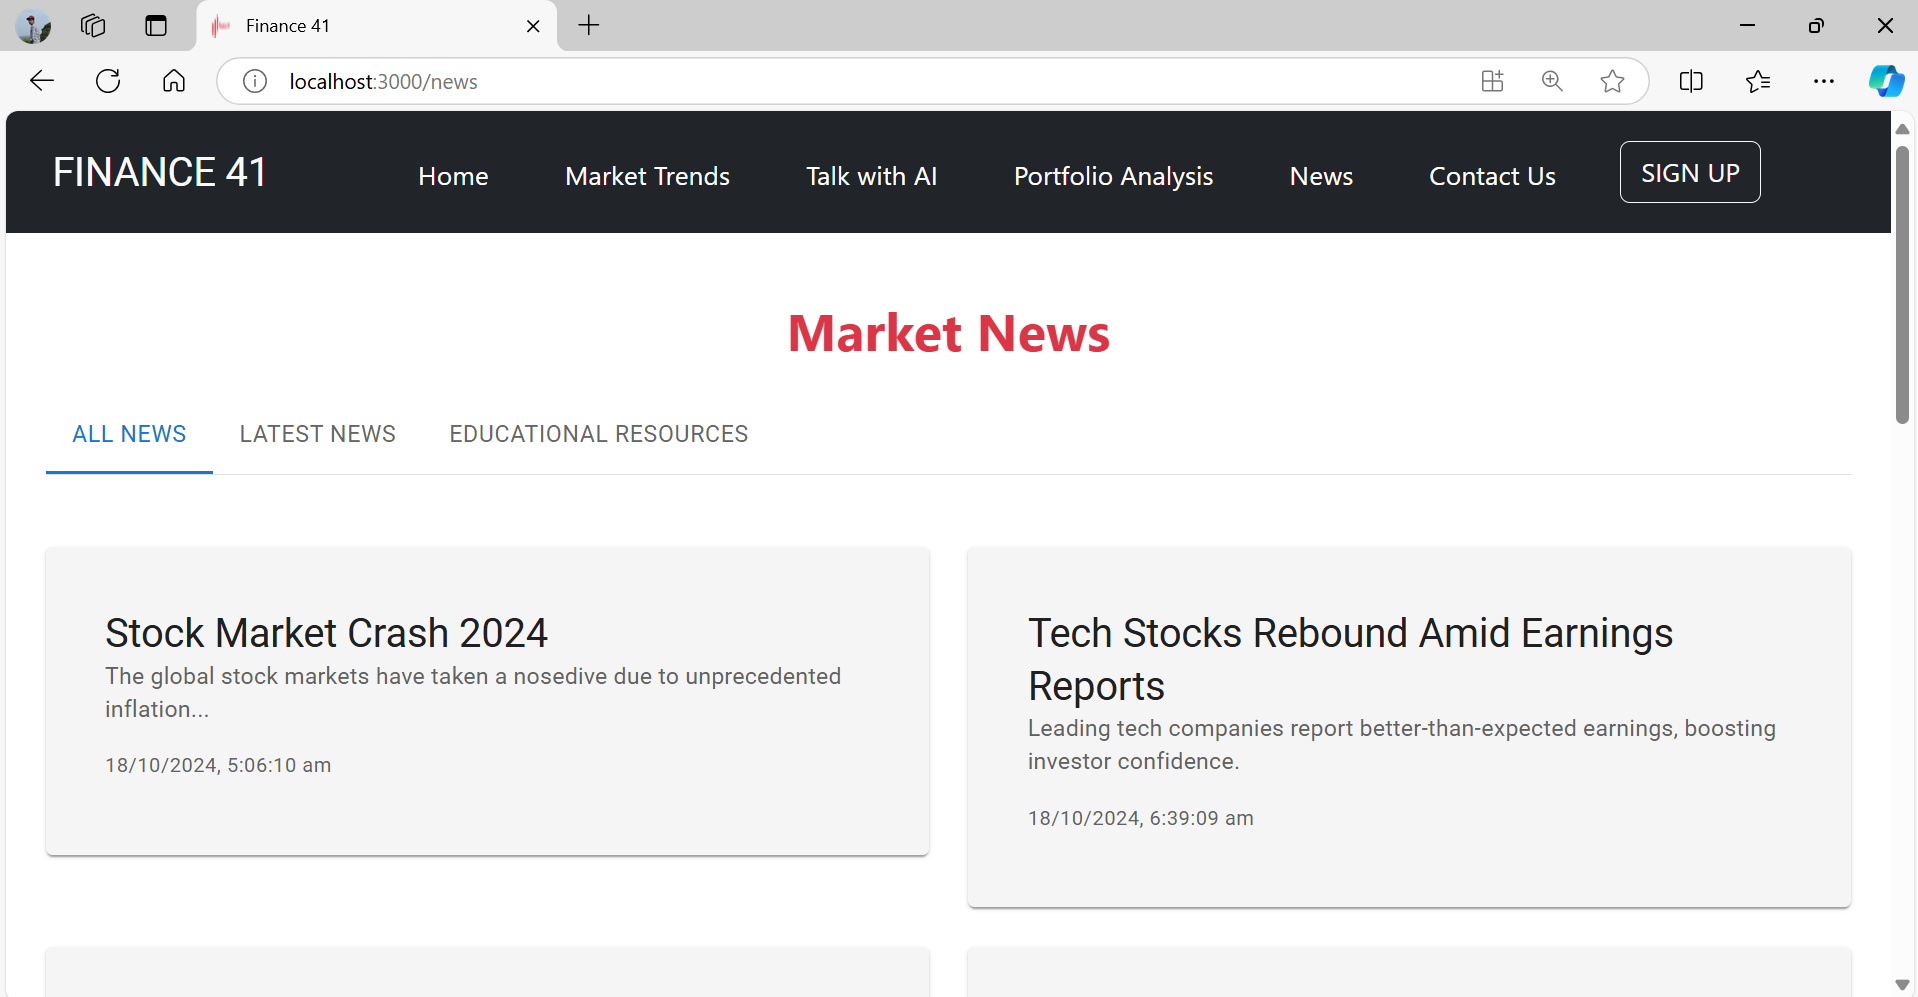 Finance 41
localhost:3000/news
FINANCE 41
Home
Market Trends
Talk with AI
Portfolio Analysis
News
Contact Us
SIGN UP
Market News
ALL NEWS
LATEST NEWS
EDUCATIONAL RESOURCES
Stock Market Crash 2024
The global stock markets have taken a nosedive due to unprecedented
inflation...
18/10/2024, 5:06:10 am
Tech Stocks Rebound Amid Earnings
Reports
Leading tech companies report better-than-expected earnings, boosting
investor confidence.
18/10/2024, 6:39:09 am